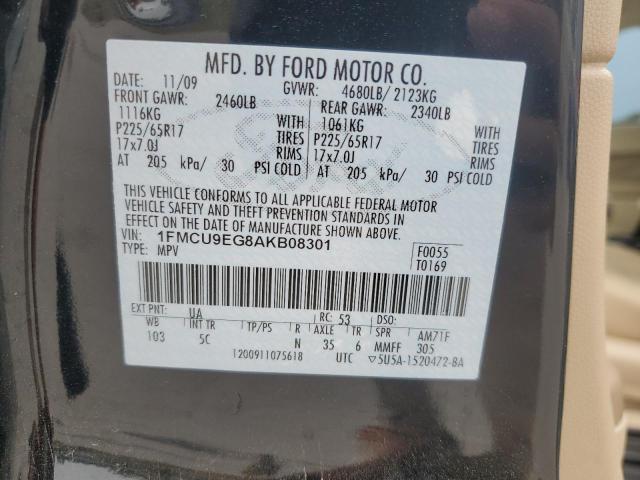 MFD. BY FORD MOTOR CO.
DATE: 11/09 GVWR: 4680LB/ 2123KG
FRONT GAWR: 2460LB REAR GAWR: 2340LB
1116KG WITH 1061KG WITH
P225/65R17 TIRES P225/65R17 TIRES
17x7.0J RIMS 17x7.0J RIMS
AT 205 kPa/ 30 PSI COLD AT 205 kPa/ 30 PSI COLD
THIS VEHICLE CONFORMS TO ALL APPLICABLE FEDERAL MOTOR
VEHICLE SAFETY AND THEFT PREVENTION STANDARDS IN
EFFECT ON THE DATE OF MANUFACTURE SHOWN ABOVE.
VIN: 1FMCU9EG8AKB08301 F0055
TYPE: MPV T0169
EXT PNT: UA RC: 53 DSO:
WB INT TR TP/PS R AXLE TR AM71F
103 5C N 35 6 MMFF 305
1200911075618 UTC ▽5U5A-1520472-BA